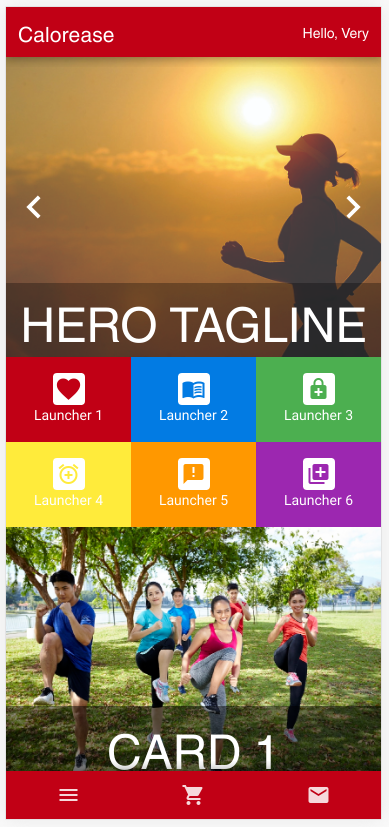 Calorease
Hello, Very
HERO TAGLINE
Launcher 1
Launcher 2
Launcher 3
Launcher 4
Launcher 5
Launcher 6
CARD 1